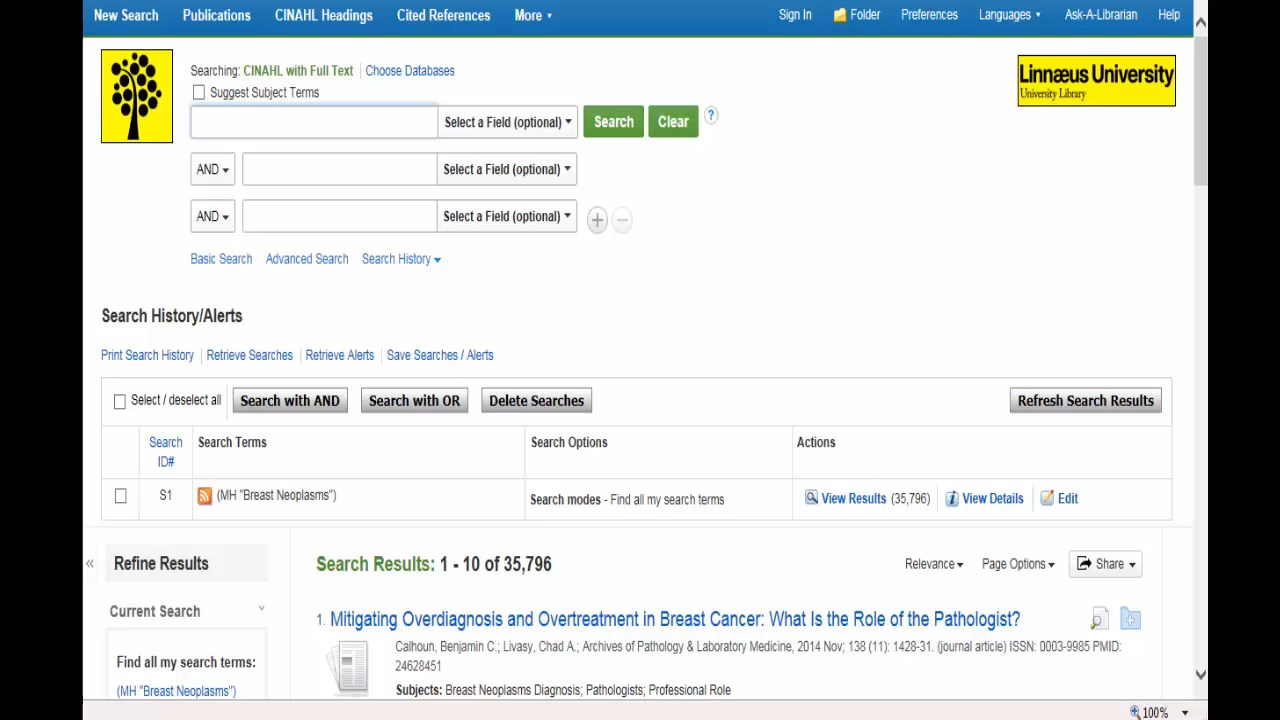 New Search Publications CINAHL Headings Cited References More Sign In Folder Preferences Languages Ask-A-Librarian Help
Searching: CINAHL with Full Text Choose Databases
Suggest Subject Terms
Linnæus University
University Library
Select a Field (optional) Search Clear ?
AND Select a Field (optional)
AND Select a Field (optional)
Basic Search Advanced Search Search History
Search History/Alerts
Print Search History Retrieve Searches Retrieve Alerts Save Searches / Alerts
Select / deselect all Search with AND Search with OR Delete Searches Refresh Search Results
Search ID# Search Terms Search Options Actions
S1 (MH "Breast Neoplasms") Search modes - Find all my search terms View Results (35,796) View Details Edit
« Refine Results Search Results: 1 - 10 of 35,796 Relevance Page Options Share
Current Search
1. Mitigating Overdiagnosis and Overtreatment in Breast Cancer: What Is the Role of the Pathologist?
Calhoun, Benjamin C.; Livasy, Chad A.; Archives of Pathology & Laboratory Medicine, 2014 Nov; 138 (11): 1428-31. (journal article) ISSN: 0003-9985 PMID:
24628451
Find all my search terms:
(MH "Breast Neoplasms")
Subjects: Breast Neoplasms Diagnosis; Pathologists; Professional Role
100%